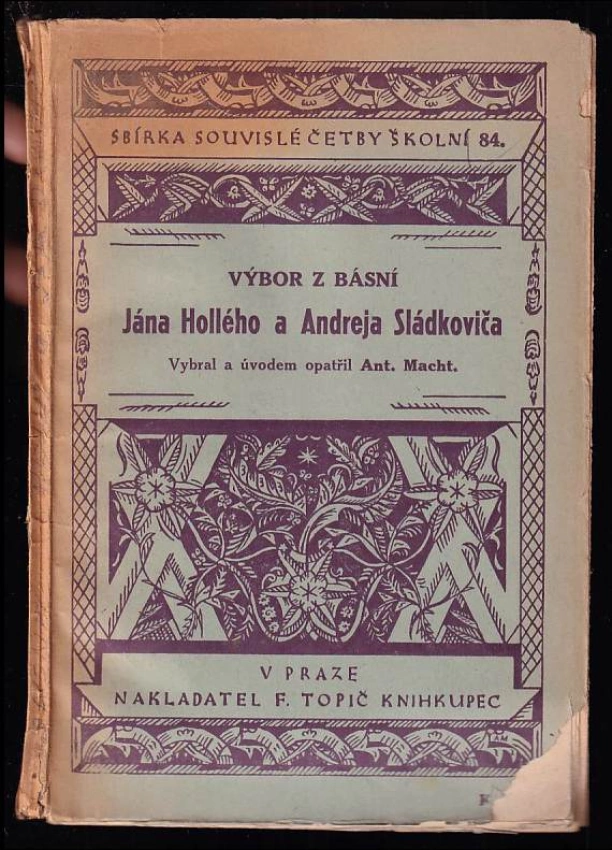 SBÍRKA SOUVISLÉ ČETBY ŠKOLNÍ 84.
VÝBOR Z BÁSNÍ
Jána Hollého a Andreja Sládkoviča
Vybral a úvodem opatřil Ant. Macht.
V PRAZE
NAKLADATEL F. TOPIČ KNIHKUPEC